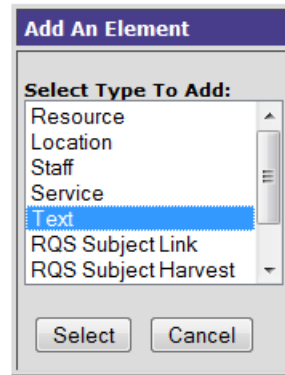 Add An Element
Select Type To Add:
Resource
Location
Staff
Service
Text
RQS Subject Link
RQS Subject Harvest
Select Cancel